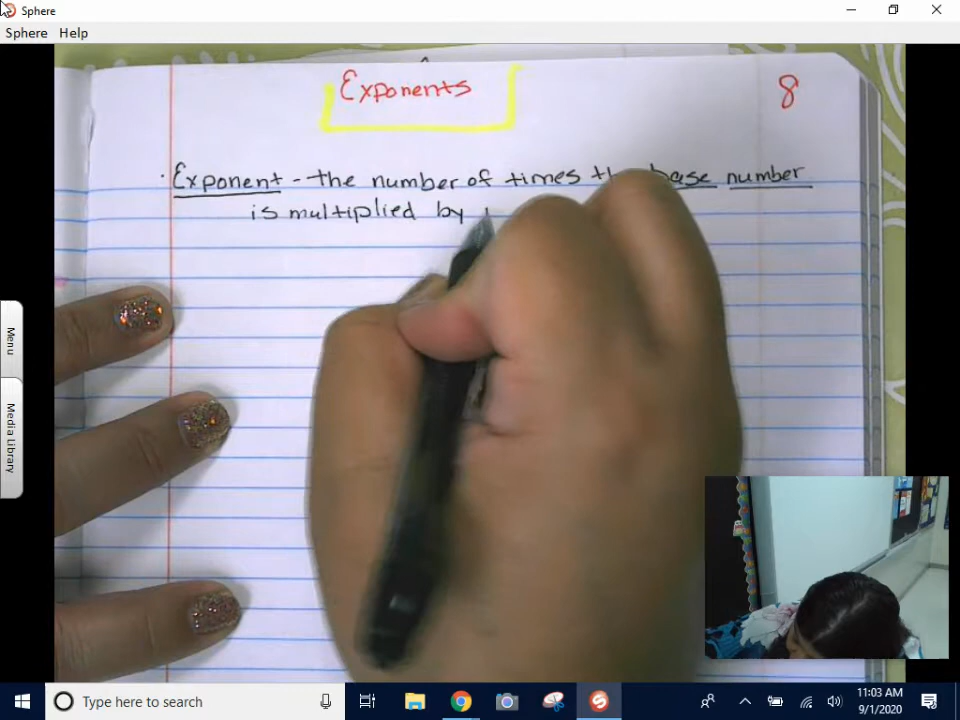 Sphere
Sphere Help
Exponents
8
· Exponent - the number of times base number
is multiplied by
Menu
Media Library
Type here to search
11:03 AM
9/1/2020